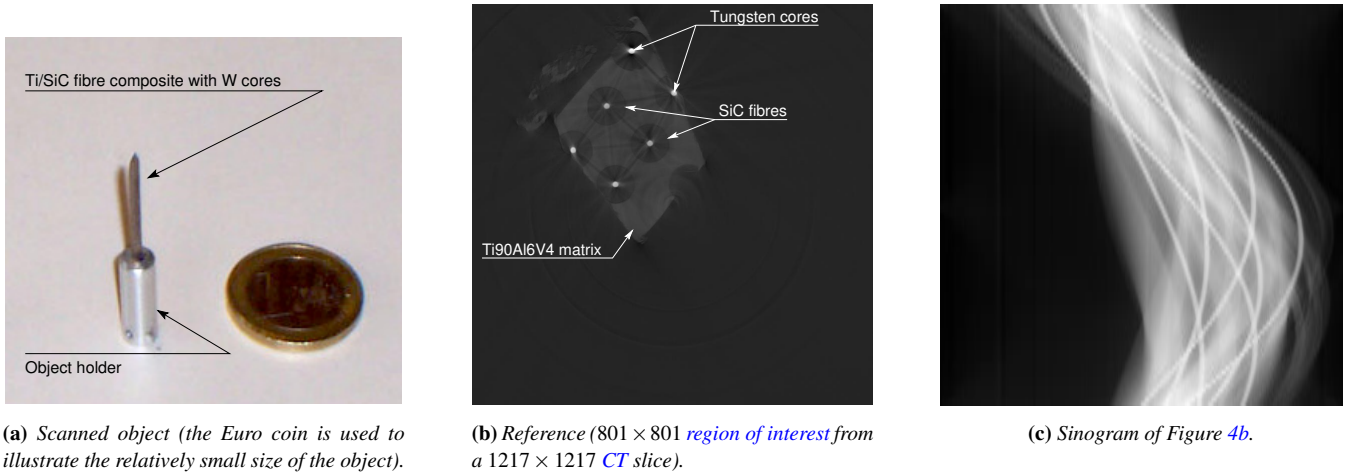 Ti/SiC fibre composite with W cores
Object holder
(a) Scanned object (the Euro coin is used to
illustrate the relatively small size of the object).
Tungsten cores
SiC fibres
Ti90Al6V4 matrix
(b) Reference (801 × 801 region of interest from
a 1217 × 1217 CT slice).
(c) Sinogram of Figure 4b.